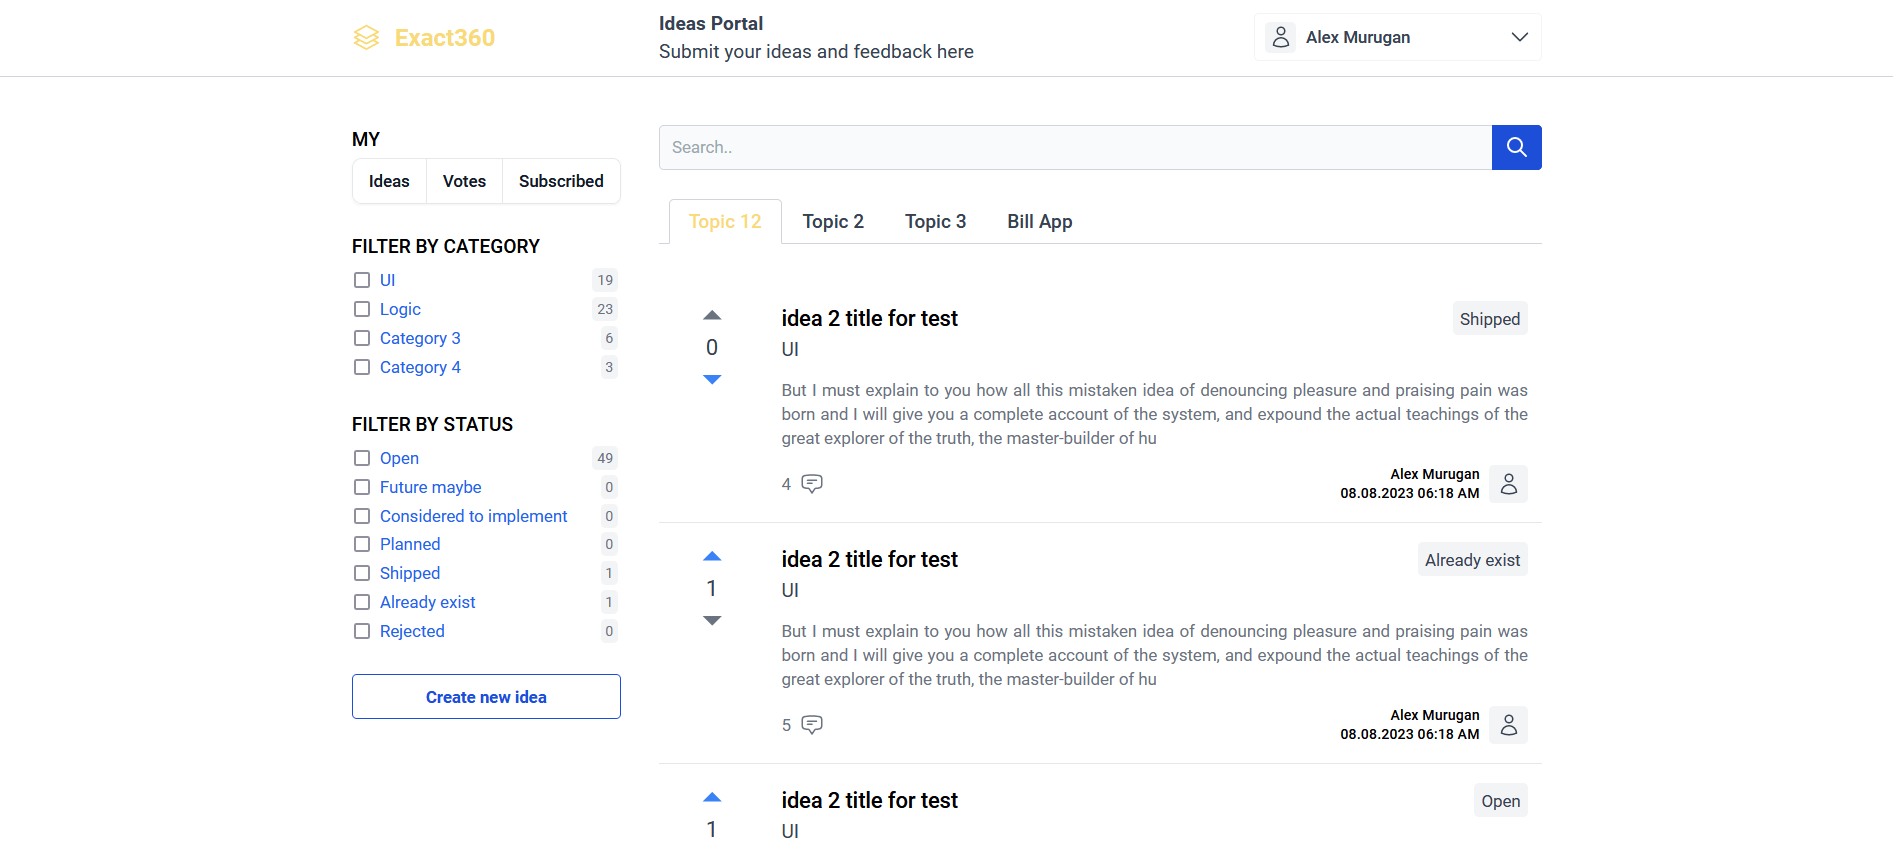 Exact360
Ideas Portal
Submit your ideas and feedback here
Alex Murugan
MY
Ideas Votes Subscribed
FILTER BY CATEGORY
UI 19
Logic 23
Category 3 6
Category 4 3
FILTER BY STATUS
Open 49
Future maybe 0
Considered to implement 0
Planned 0
Shipped 1
Already exist 1
Rejected 0
Create new idea
Search..
Topic 12 Topic 2 Topic 3 Bill App
idea 2 title for test Shipped
0
UI
But I must explain to you how all this mistaken idea of denouncing pleasure and praising pain was
born and I will give you a complete account of the system, and expound the actual teachings of the
great explorer of the truth, the master-builder of hu
4
Alex Murugan
08.08.2023 06:18 AM
idea 2 title for test Already exist
1
UI
But I must explain to you how all this mistaken idea of denouncing pleasure and praising pain was
born and I will give you a complete account of the system, and expound the actual teachings of the
great explorer of the truth, the master-builder of hu
5
Alex Murugan
08.08.2023 06:18 AM
idea 2 title for test Open
1
UI